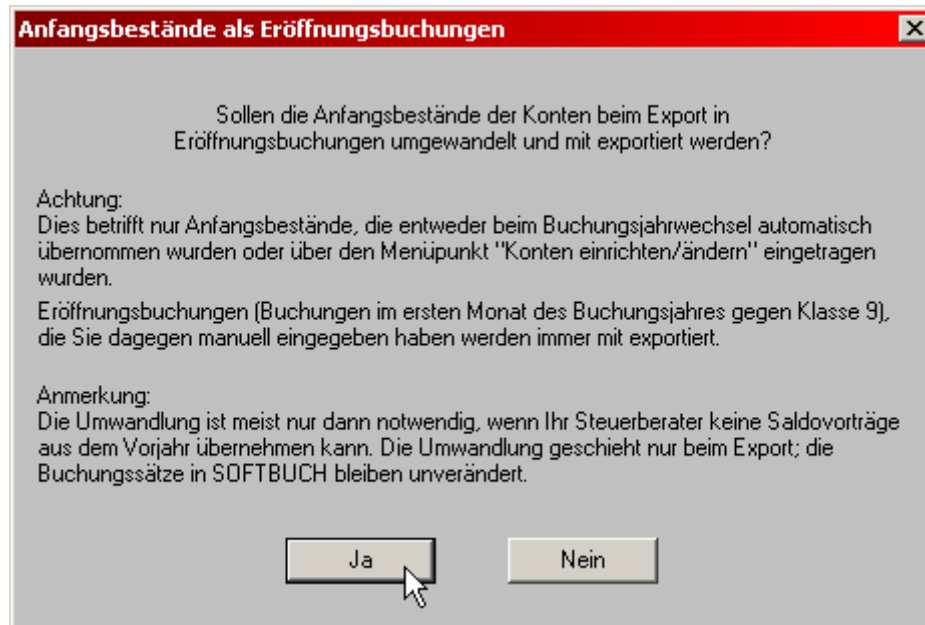 Anfangsbestände als Eröffnungsbuchungen
Sollen die Anfangsbestände der Konten beim Export in
Eröffnungsbuchungen umgewandelt und mit exportiert werden?
Achtung:
Dies betrifft nur Anfangsbestände, die entweder beim Buchungsjahrwechsel automatisch
übernommen wurden oder über den Menüpunkt "Konten einrichten/ändern" eingetragen
wurden.
Eröffnungsbuchungen (Buchungen im ersten Monat des Buchungsjahres gegen Klasse 9),
die Sie dagegen manuell eingegeben haben werden immer mit exportiert.
Anmerkung:
Die Umwandlung ist meist nur dann notwendig, wenn Ihr Steuerberater keine Saldovorträge
aus dem Vorjahr übernehmen kann. Die Umwandlung geschieht nur beim Export; die
Buchungssätze in SOFTBUCH bleiben unverändert.
Ja
Nein